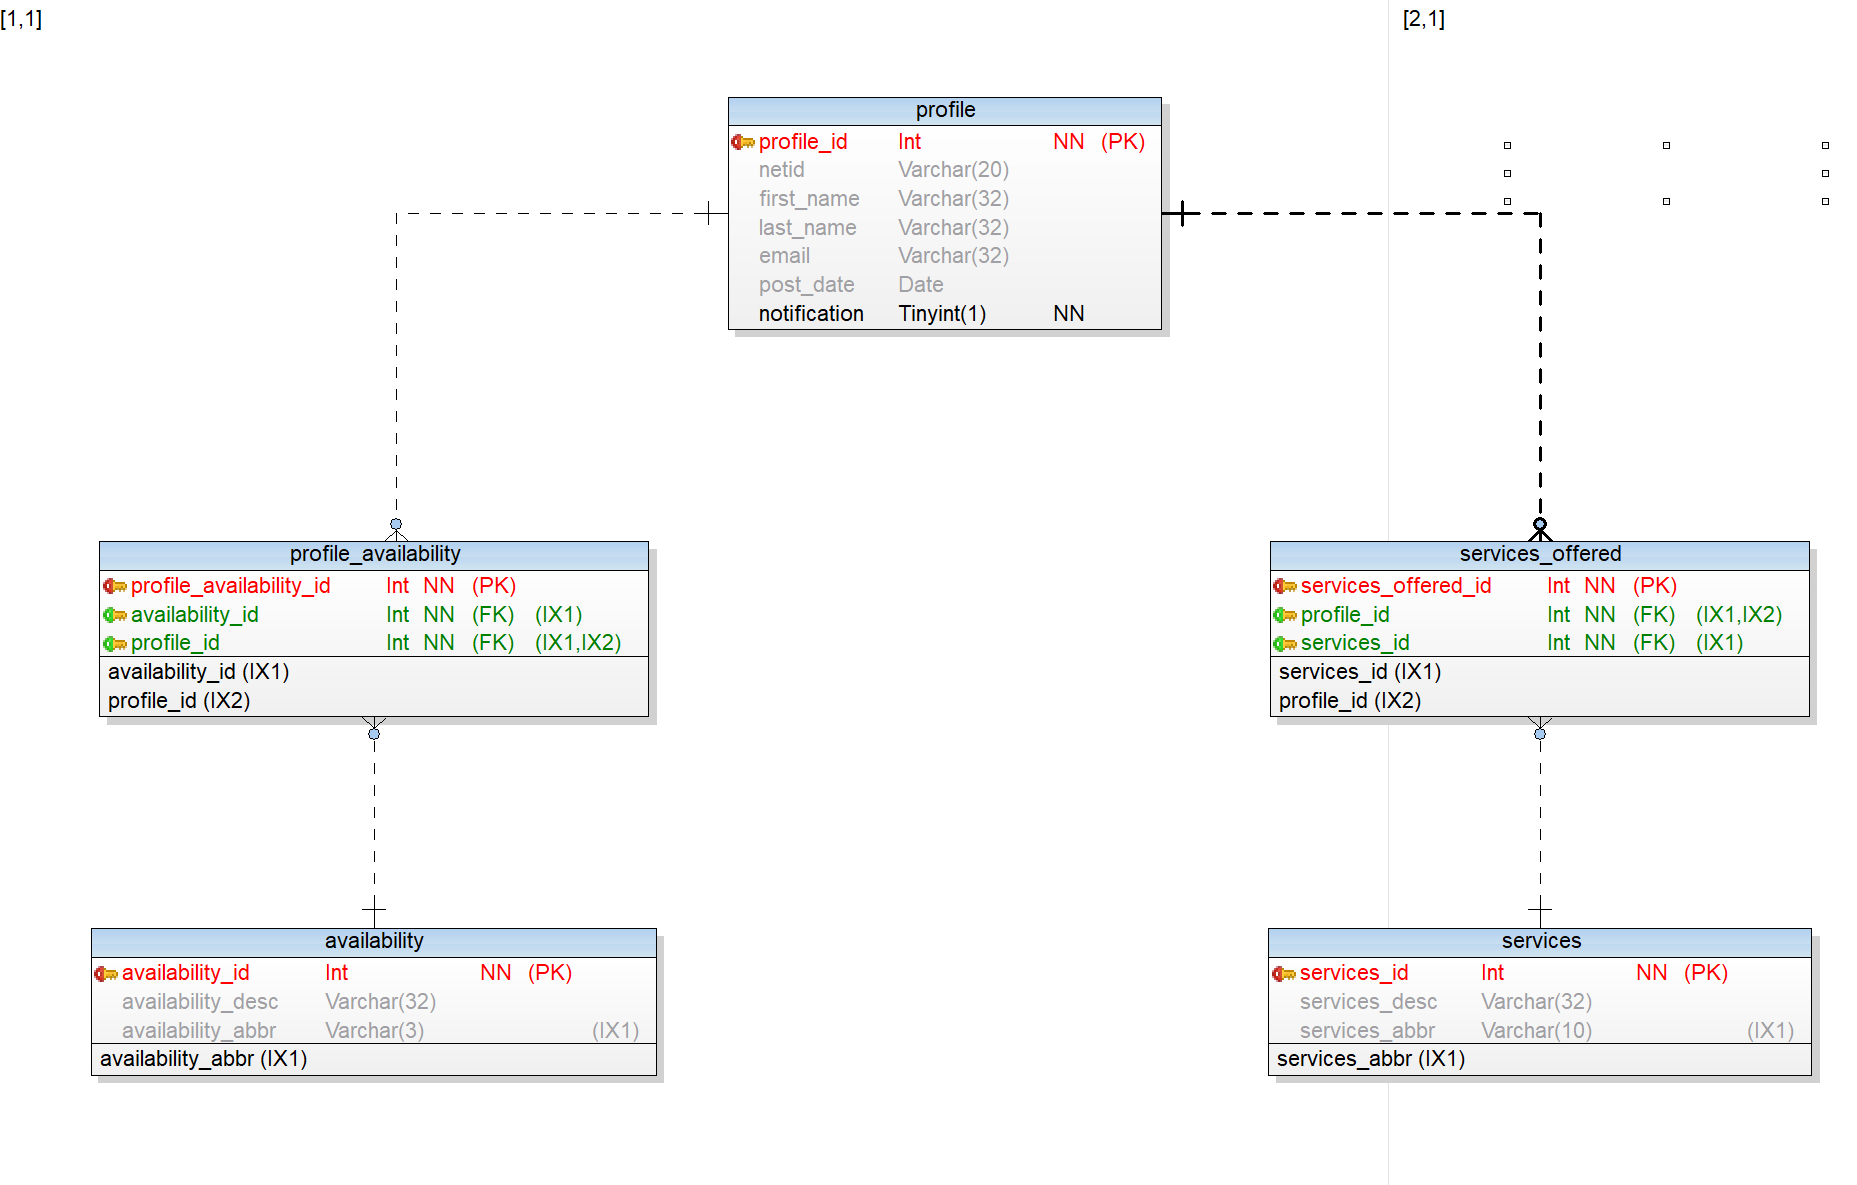 [1,1]
[2,1]
profile
profile_id Int NN (PK)
netid Varchar(20)
first_name Varchar(32)
last_name Varchar(32)
email Varchar(32)
post_date Date
notification Tinyint(1) NN
profile_availability
profile_availability_id Int NN (PK)
availability_id Int NN (FK) (IX1)
profile_id Int NN (FK) (IX1,IX2)
availability_id (IX1)
profile_id (IX2)
services_offered
services_offered_id Int NN (PK)
profile_id Int NN (FK) (IX1,IX2)
services_id Int NN (FK) (IX1)
services_id (IX1)
profile_id (IX2)
availability
availability_id Int NN (PK)
availability_desc Varchar(32)
availability_abbr Varchar(3) (IX1)
availability_abbr (IX1)
services
services_id Int NN (PK)
services_desc Varchar(32)
services_abbr Varchar(10) (IX1)
services_abbr (IX1)